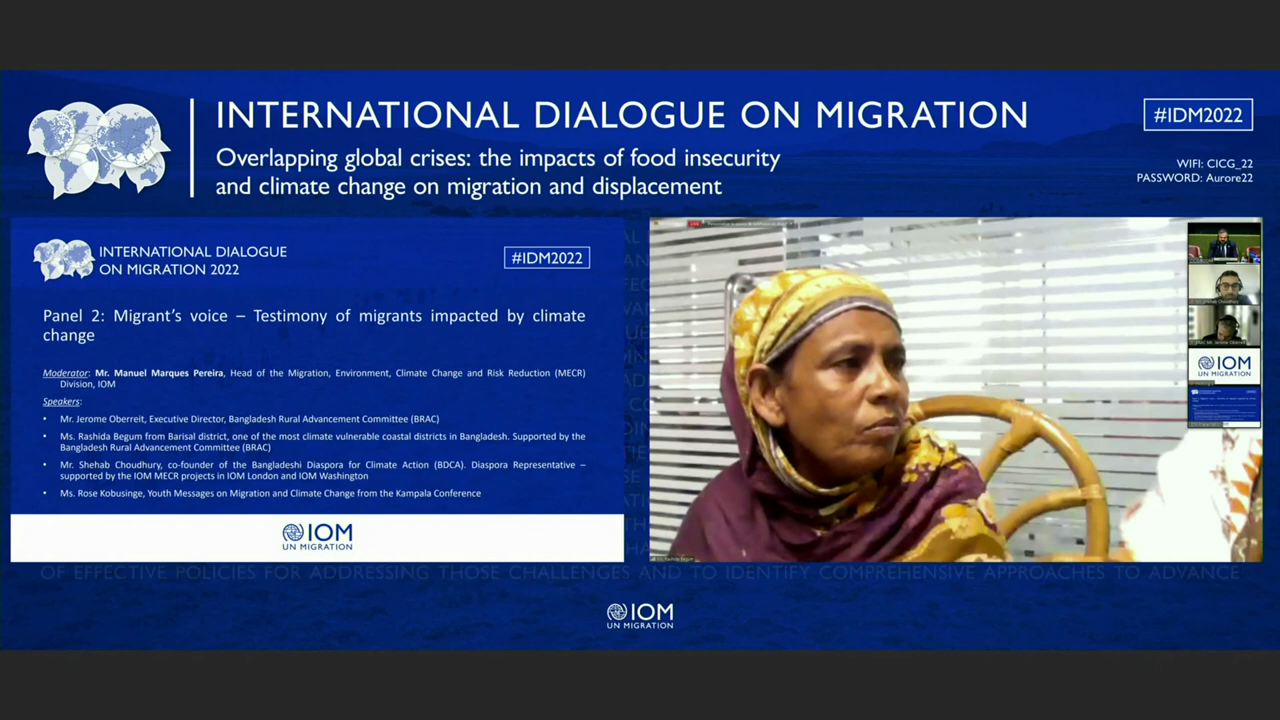 INTERNATIONAL DIALOGUE ON MIGRATION
Overlapping global crises: the impacts of food insecurity
and climate change on migration and displacement
#IDM2022
WIFI: CICG_22
PASSWORD: Aurore22
INTERNATIONAL DIALOGUE
ON MIGRATION 2022
#IDM2022
Panel 2: Migrant's voice – Testimony of migrants impacted by climate
change
Moderator: Mr. Manuel Marques Pereira, Head of the Migration, Environment, Climate Change and Risk Reduction (MECR)
Division, IOM
Speakers:
• Mr. Jerome Oberreit, Executive Director, Bangladesh Rural Advancement Committee (BRAC)
• Ms. Rashida Begum from Barisal district, one of the most climate vulnerable coastal districts in Bangladesh. Supported by the
Bangladesh Rural Advancement Committee (BRAC)
• Mr. Shehab Choudhury, co-founder of the Bangladeshi Diaspora for Climate Action (BDCA). Diaspora Representative –
supported by the IOM MECR projects in IOM London and IOM Washington
• Ms. Rose Kobusinge, Youth Messages on Migration and Climate Change from the Kampala Conference
IOM
UN MIGRATION
LIVE
IOM
UN MIGRATION
OF EFFECTIVE POLICIES FOR ADDRESSING THOSE CHALLENGES AND TO IDENTIFY COMPREHENSIVE APPROACHES TO ADVANCE
IOM
UN MIGRATION